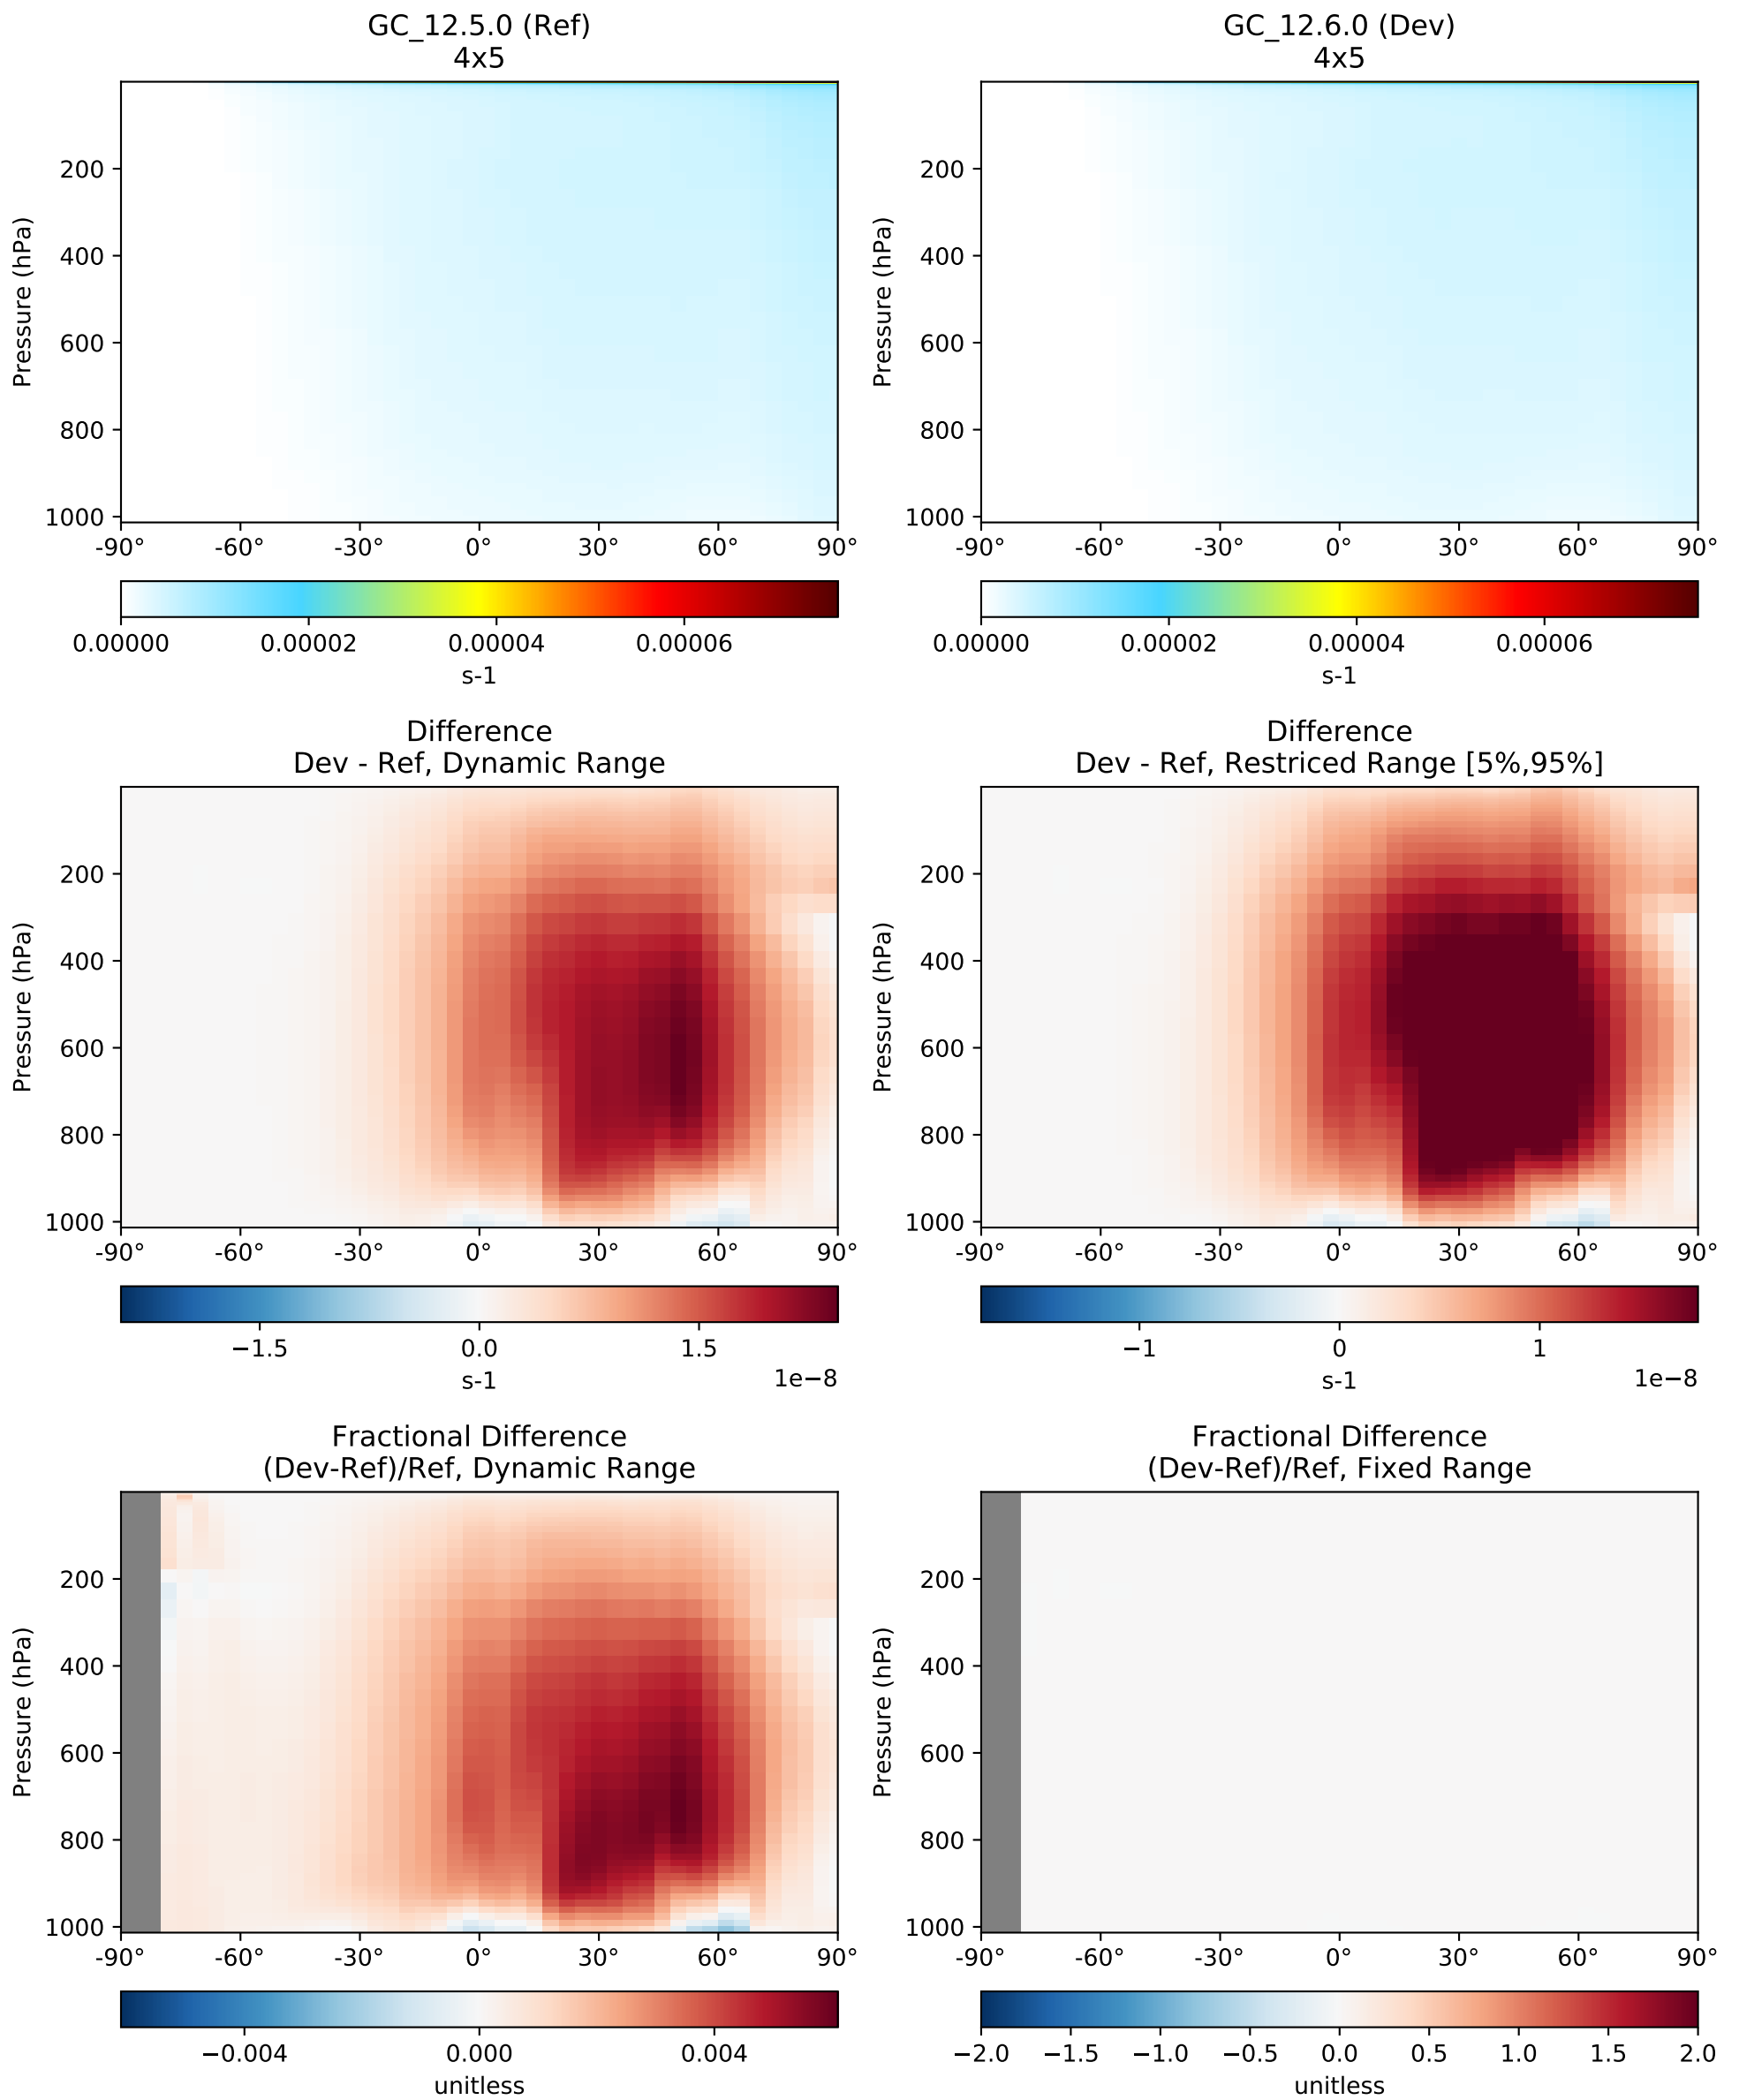 GC_12.5.0 (Ref)
4x5
Pressure (hPa)
200
400
600
800
1000
-90° -60° -30° 0° 30° 60° 90°
0.00000 0.00002 0.00004 0.00006
s-1
GC_12.6.0 (Dev)
4x5
Pressure (hPa)
200
400
600
800
1000
-90° -60° -30° 0° 30° 60° 90°
0.00000 0.00002 0.00004 0.00006
s-1
Difference
Dev - Ref, Dynamic Range
Pressure (hPa)
200
400
600
800
1000
-90° -60° -30° 0° 30° 60° 90°
−1.5 0.0 1.5
s-1 1e−8
Difference
Dev - Ref, Restriced Range [5%,95%]
Pressure (hPa)
200
400
600
800
1000
-90° -60° -30° 0° 30° 60° 90°
−1 0 1
s-1 1e−8
Fractional Difference
(Dev-Ref)/Ref, Dynamic Range
Pressure (hPa)
200
400
600
800
1000
-90° -60° -30° 0° 30° 60° 90°
−0.004 0.000 0.004
unitless
Fractional Difference
(Dev-Ref)/Ref, Fixed Range
Pressure (hPa)
200
400
600
800
1000
-90° -60° -30° 0° 30° 60° 90°
−2.0 −1.5 −1.0 −0.5 0.0 0.5 1.0 1.5 2.0
unitless